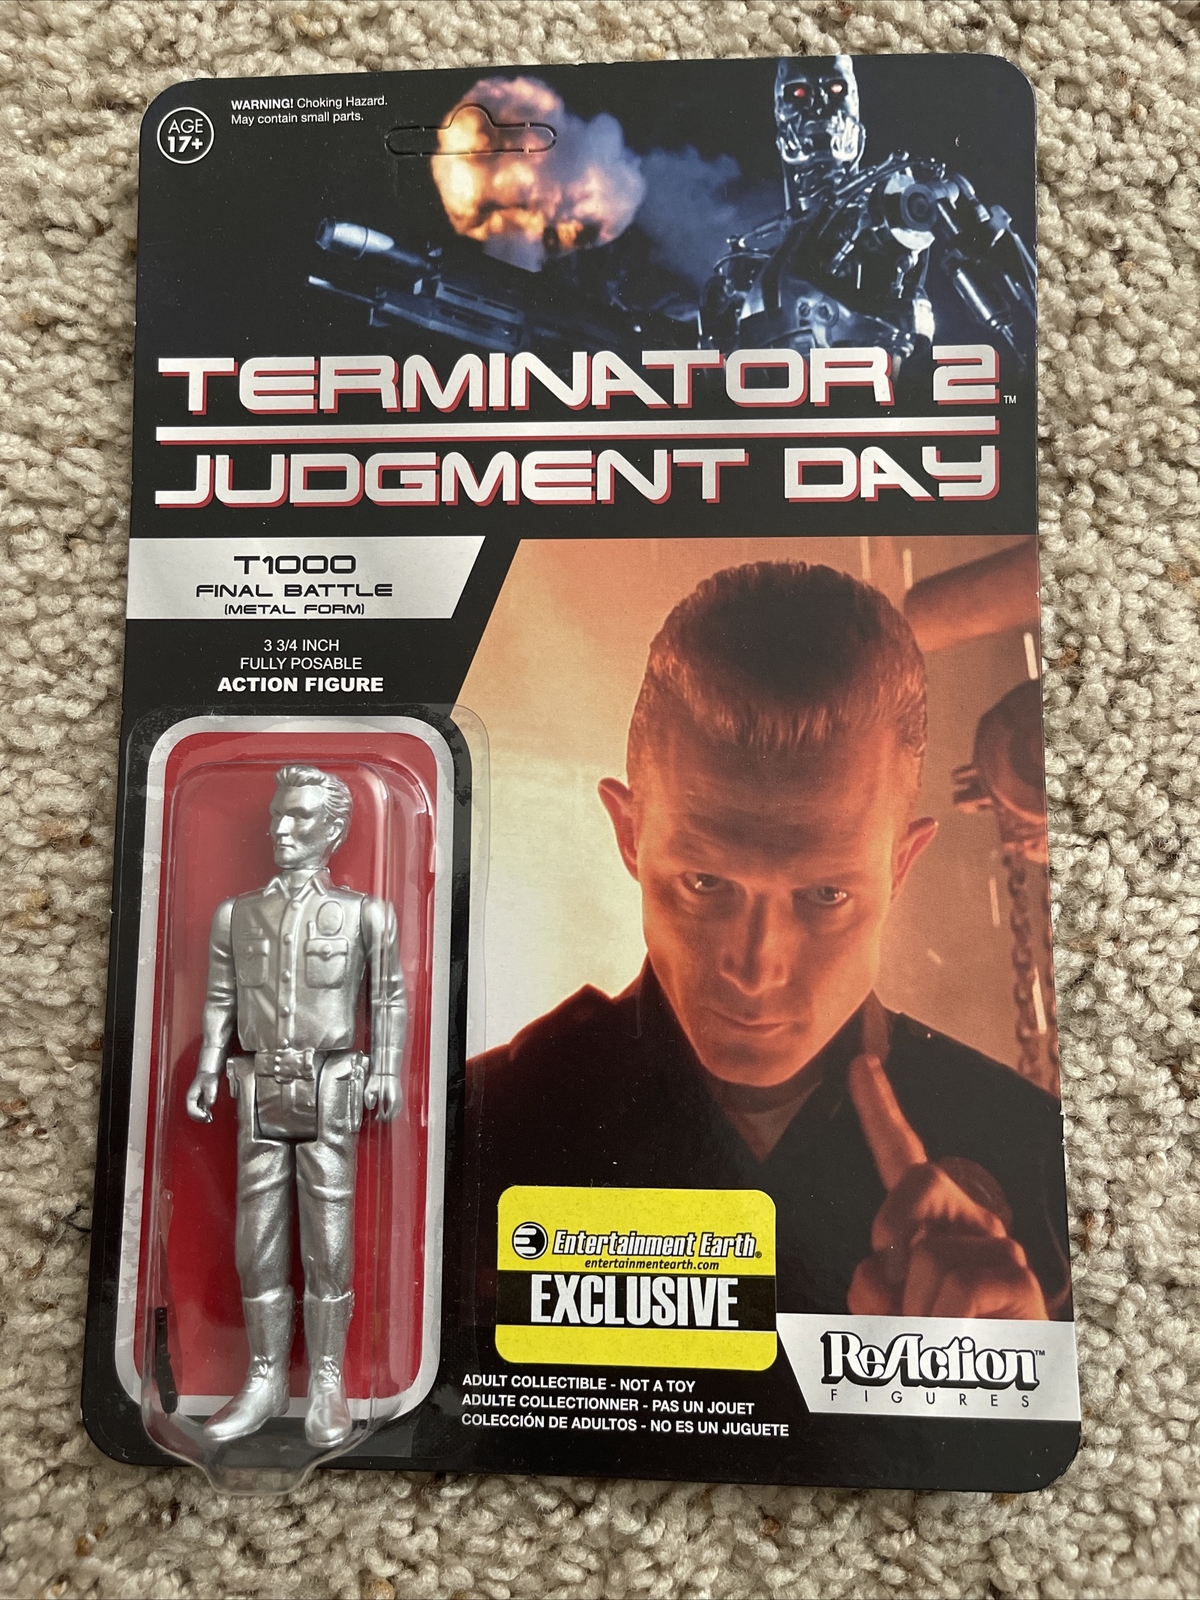 AGE
17+
WARNING! Choking Hazard.
May contain small parts.
TERMINATOR 2™
JUDGMENT DAY
T1000
FINAL BATTLE
(METAL FORM)
3 3/4 INCH
FULLY POSABLE
ACTION FIGURE
Entertainment Earth®
entertainmentearth.com
EXCLUSIVE
ReAction™
FIGURES
ADULT COLLECTIBLE - NOT A TOY
ADULTE COLLECTIONNER - PAS UN JOUET
COLECCIÓN DE ADULTOS - NO ES UN JUGUETE